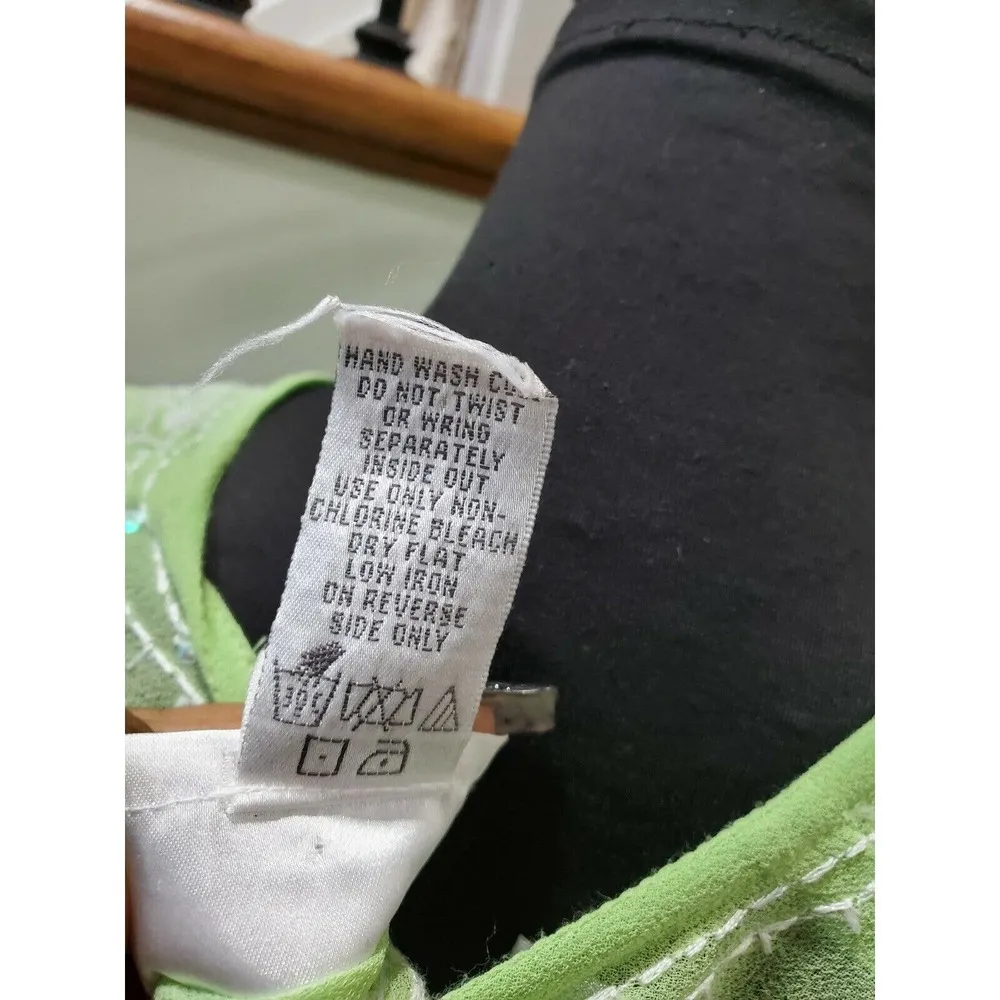 HAND WASH
DO NOT TWIST
OR WRING
SEPARATELY
INSIDE OUT
USE ONLY NON-
CHLORINE BLEACH
DRY FLAT
LOW IRON
ON REVERSE
SIDE ONLY